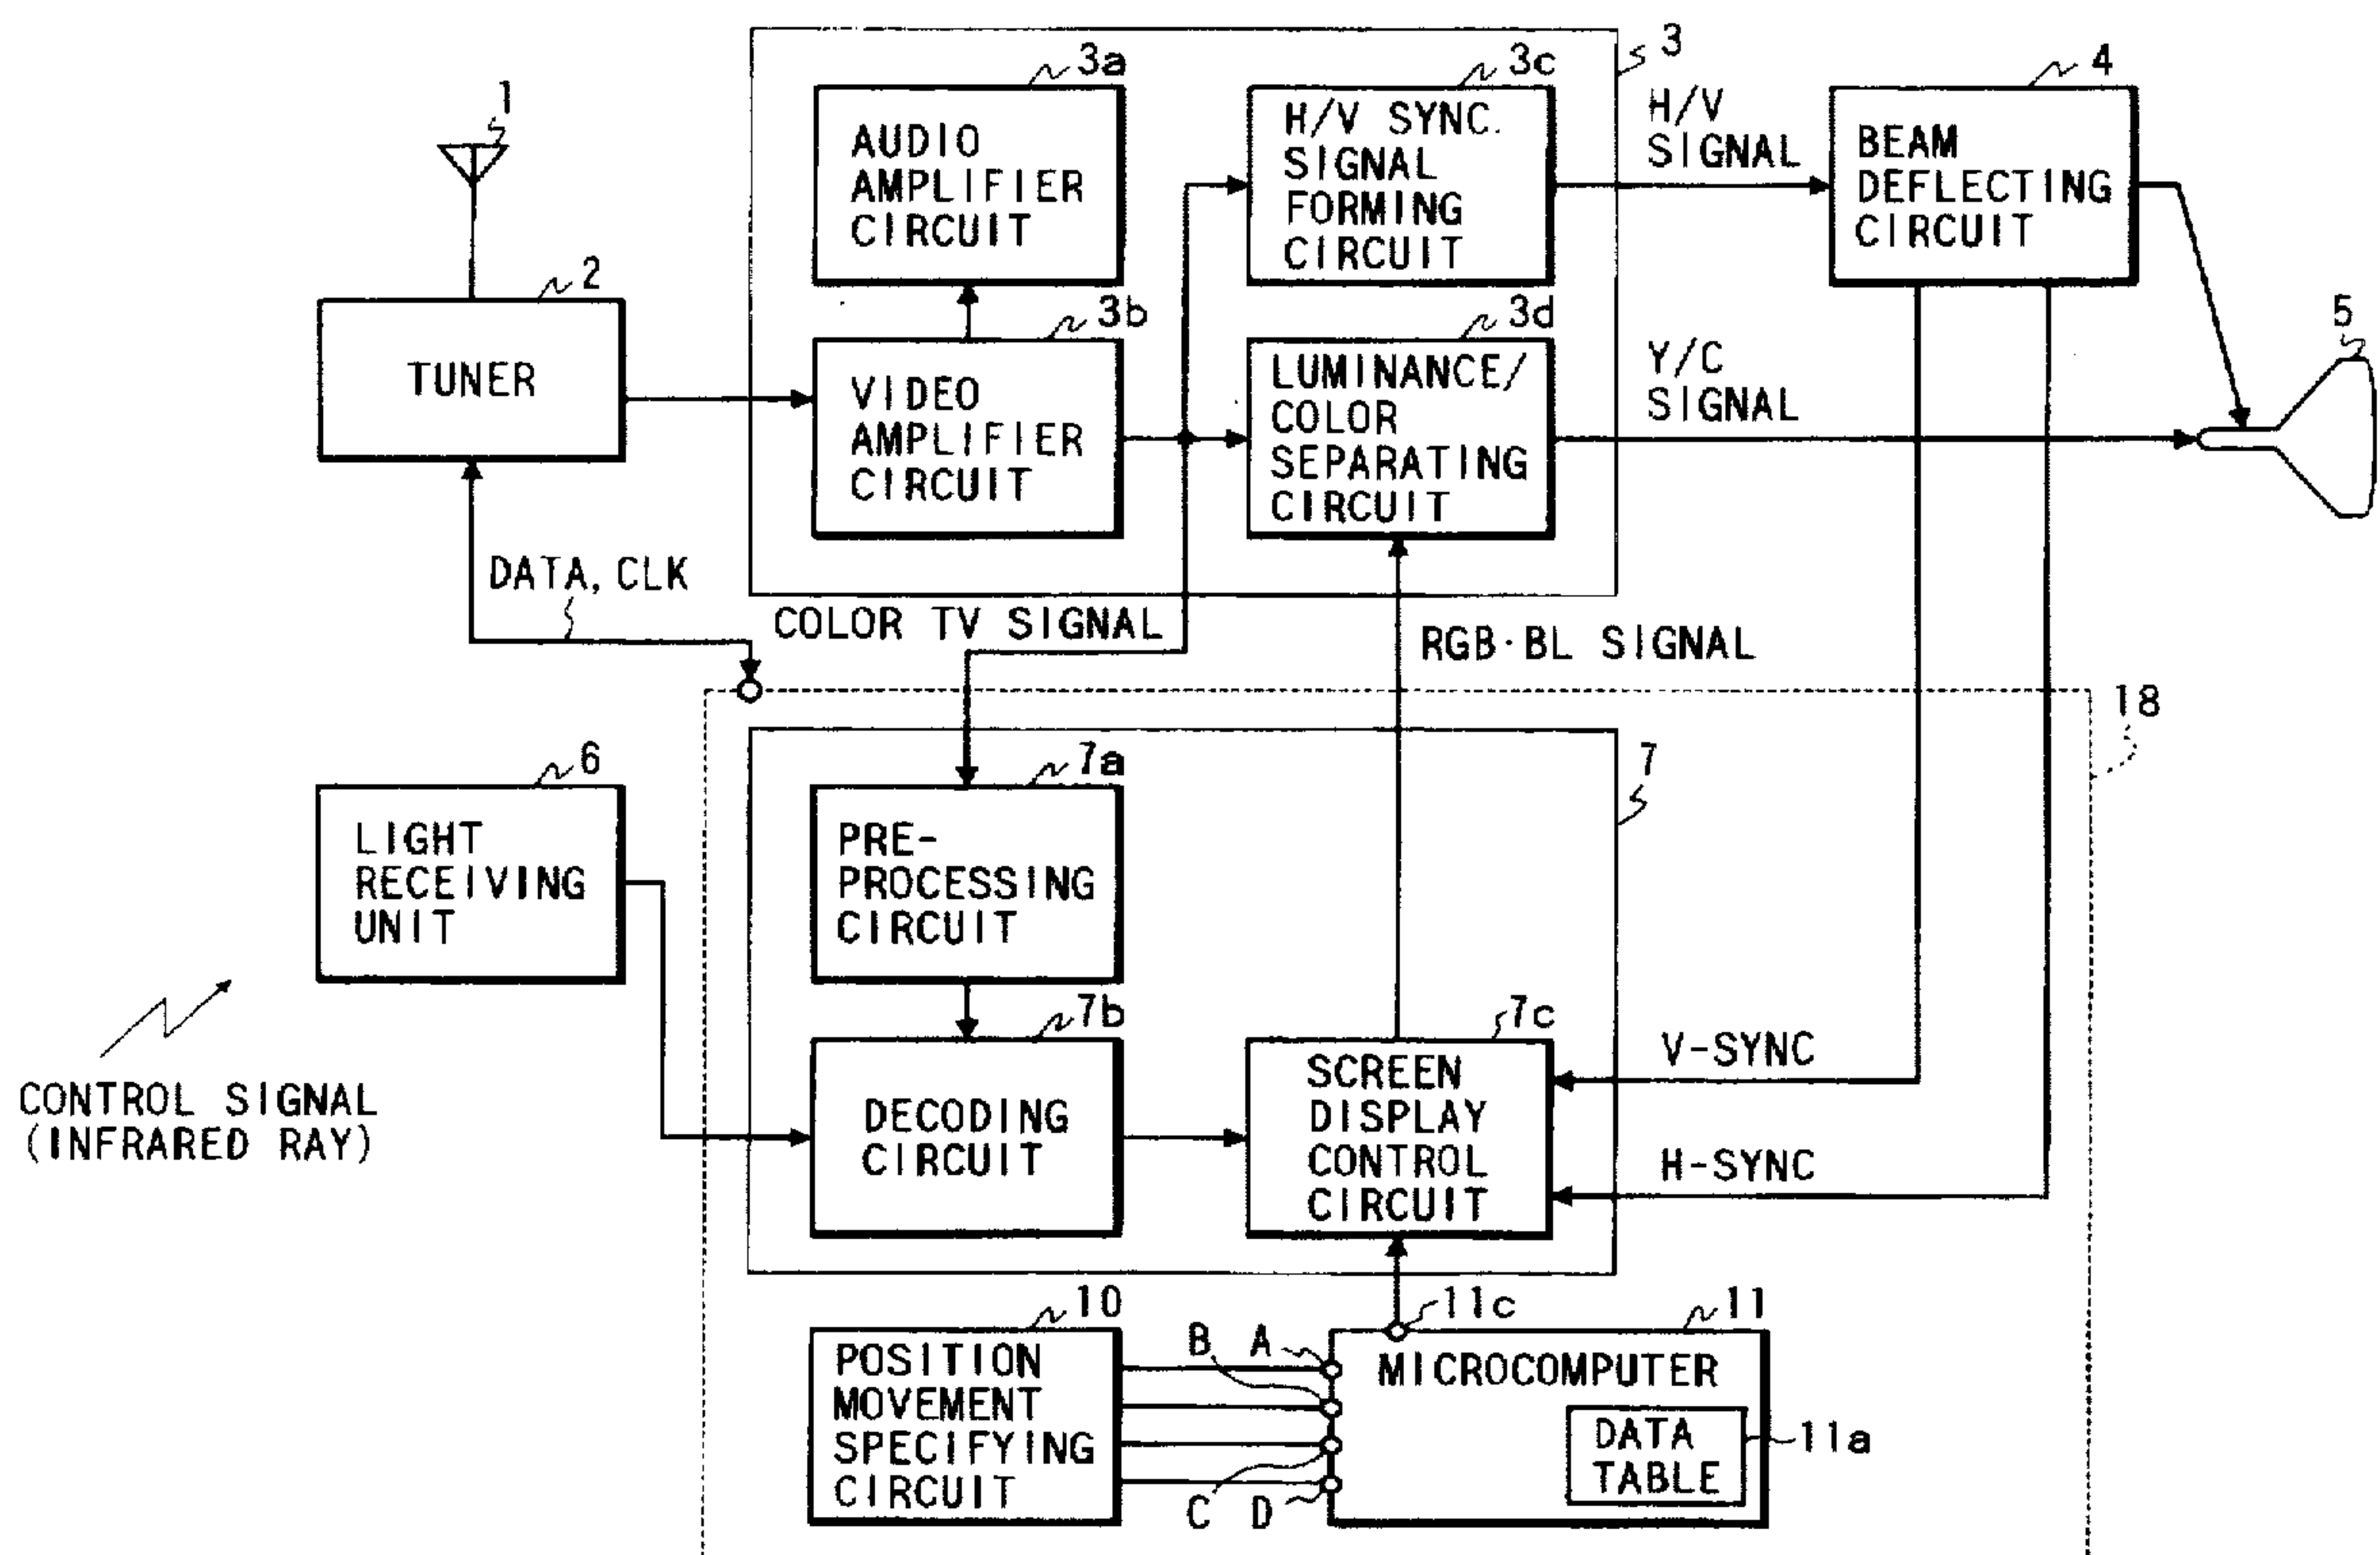 1
2
TUNER
3
3a
AUDIO
AMPLIFIER
CIRCUIT
3b
VIDEO
AMPLIFIER
CIRCUIT
3c
H/V SYNC.
SIGNAL
FORMING
CIRCUIT
3d
LUMINANCE/
COLOR
SEPARATING
CIRCUIT
H/V
SIGNAL
Y/C
SIGNAL
4
BEAM
DEFLECTING
CIRCUIT
5
DATA, CLK
COLOR TV SIGNAL
RGB·BL SIGNAL
18
6
LIGHT
RECEIVING
UNIT
CONTROL SIGNAL
(INFRARED RAY)
7
7a
PRE-
PROCESSING
CIRCUIT
7b
DECODING
CIRCUIT
7c
SCREEN
DISPLAY
CONTROL
CIRCUIT
V-SYNC
H-SYNC
10
POSITION
MOVEMENT
SPECIFYING
CIRCUIT
B A
C D
11c
11
MICROCOMPUTER
DATA
TABLE
11a